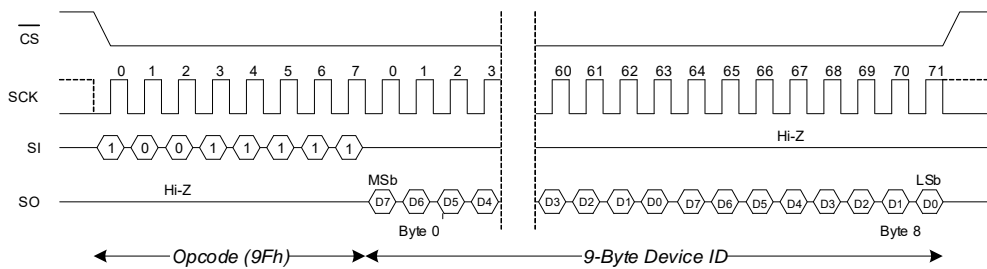 CS
0 1 2 3 4 5 6 7 0 1 2 3 60 61 62 63 64 65 66 67 68 69 70 71
SCK
Hi-Z
SI 1 0 0 1 1 1 1 1
Hi-Z MSb LSb
SO D7 D6 D5 D4 D3 D2 D1 D0 D7 D6 D5 D4 D3 D2 D1 D0
Byte 0 Byte 8
Opcode (9Fh) 9-Byte Device ID